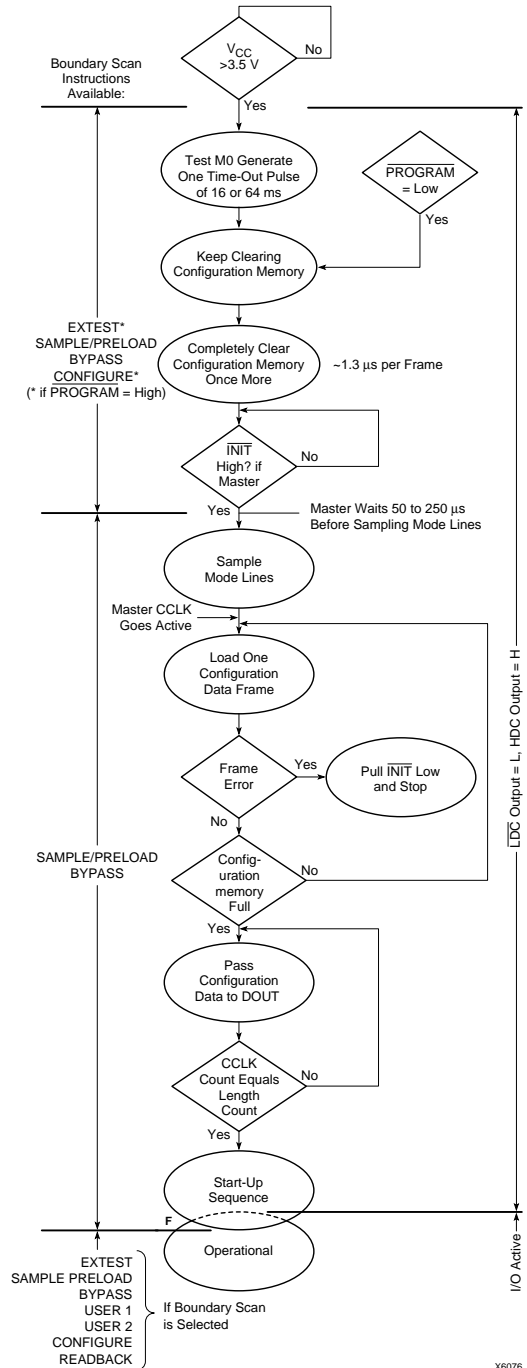 Boundary Scan
Instructions
Available:
VCC
>3.5 V
No
Yes
Test M0 Generate
One Time-Out Pulse
of 16 or 64 ms
PROGRAM
= Low
Yes
Keep Clearing
Configuration Memory
EXTEST*
SAMPLE/PRELOAD
BYPASS
CONFIGURE*
(* if PROGRAM = High)
Completely Clear
Configuration Memory
Once More
~1.3 μs per Frame
INIT
High? if
Master
No
Yes
Master Waits 50 to 250 μs
Before Sampling Mode Lines
Sample
Mode Lines
Master CCLK
Goes Active
Load One
Configuration
Data Frame
Frame
Error
Yes
No
Pull INIT Low
and Stop
SAMPLE/PRELOAD
BYPASS
Config-
uration
memory
Full
No
Yes
Pass
Configuration
Data to DOUT
CCLK
Count Equals
Length
Count
No
Yes
Start-Up
Sequence
F
Operational
EXTEST
SAMPLE PRELOAD
BYPASS
USER 1
USER 2
CONFIGURE
READBACK
If Boundary Scan
is Selected
LDC Output = L, HDC Output = H
I/O Active
X6076